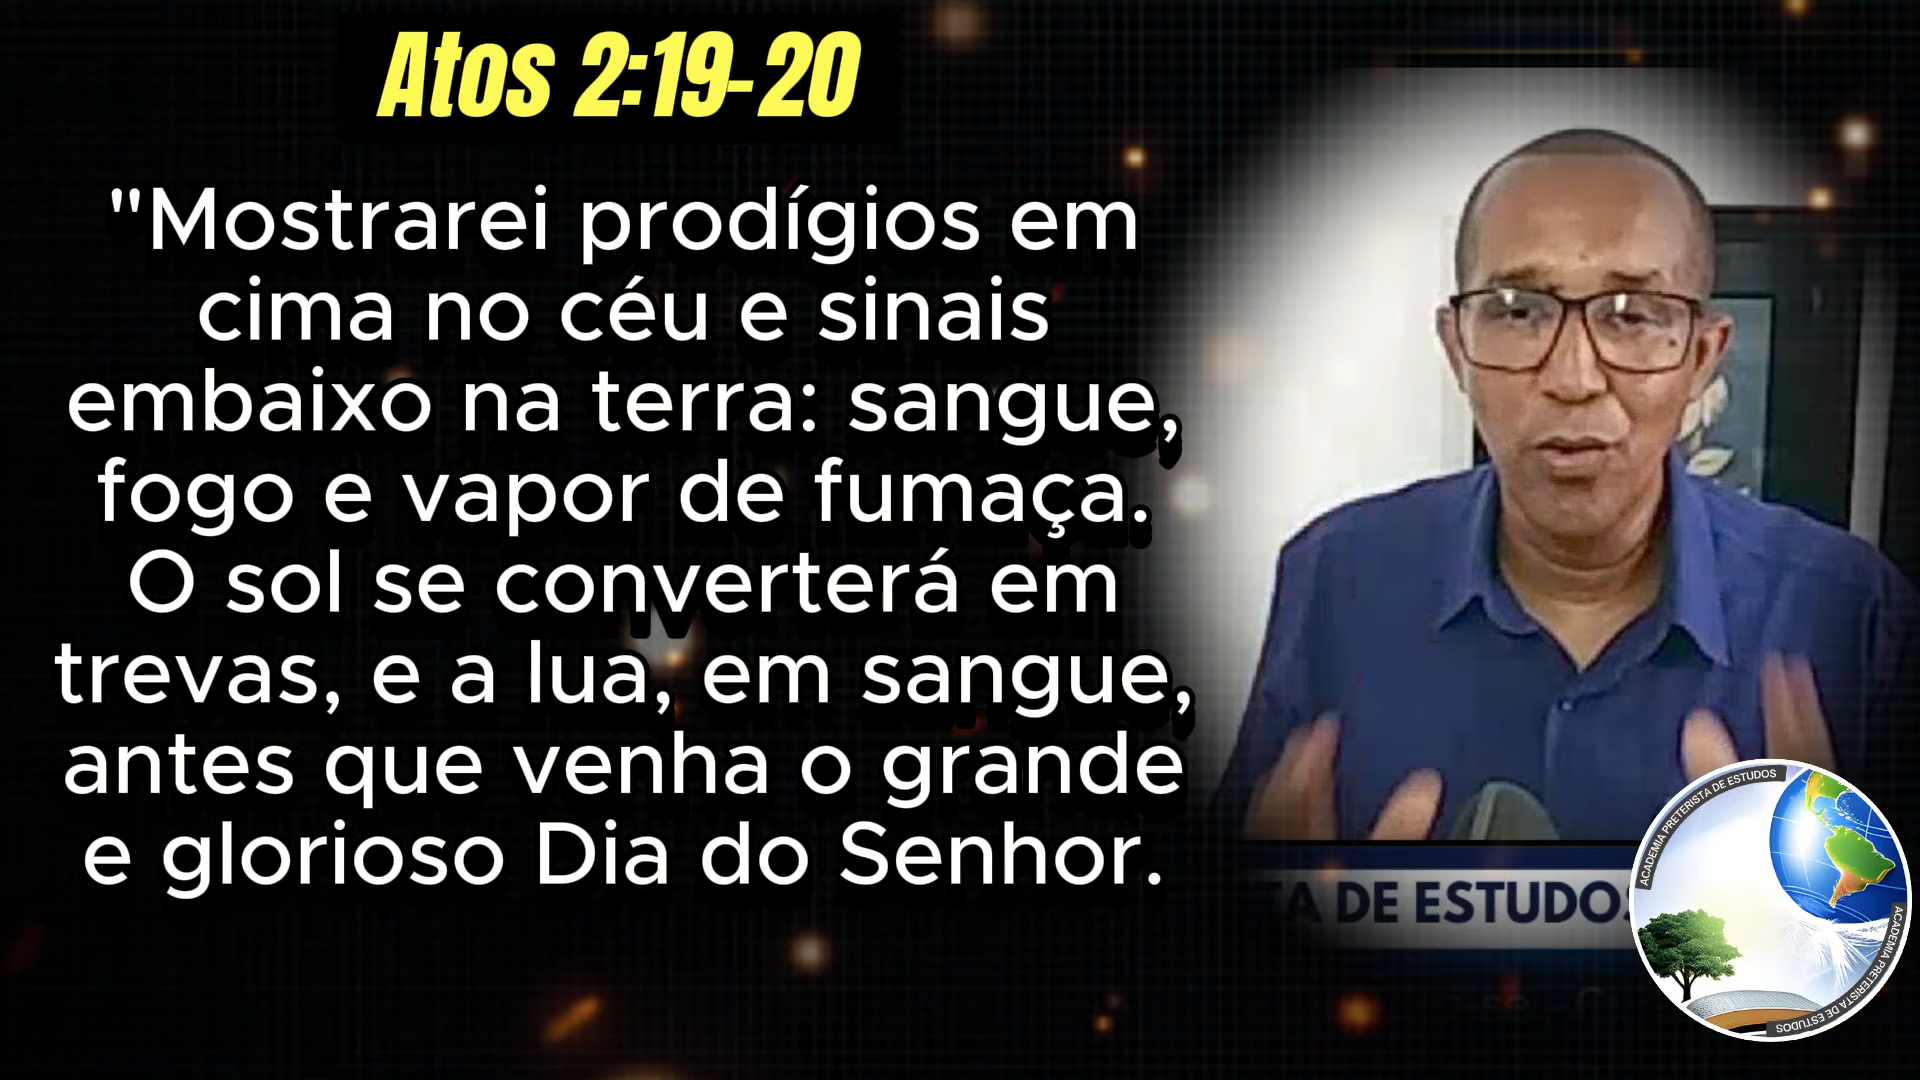 Atos 2:19-20
"Mostrarei prodígios em
cima no céu e sinais
embaixo na terra: sangue,
fogo e vapor de fumaça.
O sol se converterá em
trevas, e a lua, em sangue,
antes que venha o grande
e glorioso Dia do Senhor.
A DE ESTUDOS
ACADEMIA PRETERISTA DE ESTUDOS
ACADEMIA PRETERISTA DE ESTUDOS